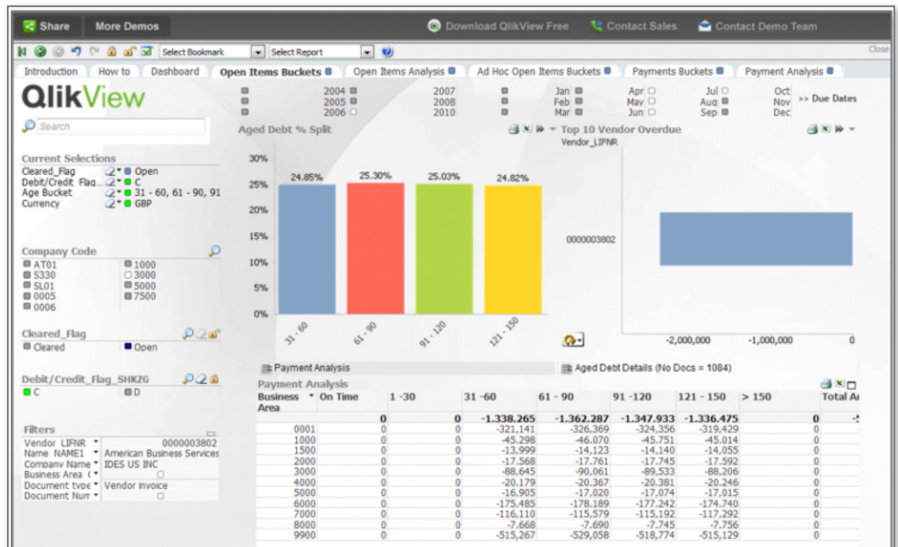 Share More Demos Download QlikView Free Contact Sales Contact Demo Team
Select Bookmark Select Report Close
Introduction How to Dashboard Open Items Buckets Open Items Analysis Ad Hoc Open Items Buckets Payments Buckets Payment Analysis
QlikView
2004 2007 Jan Apr Jul Oct
2005 2008 Feb May Aug Nov >> Due Dates
2006 2010 Mar Jun Sep Dec
Search
Aged Debt % Split
Top 10 Vendor Overdue
Vendor_LIFNR
30%
25%
20%
15%
10%
5%
0%
24.85% 25.30% 25.03% 24.82%
31 - 60 61 - 90 91 - 120 121 - 150
0000003802
-2,000,000 -1,000,000 0
Current Selections
Cleared_Flag Open
Debit/Credit Flag... C
Age Bucket 31 - 60, 61 - 90, 91
Currency GBP
Company Code
AT01 1000
S330 3000
SL01 5000
0005 7500
0006
Cleared_Flag
Cleared Open
Debit/Credit_Flag_SHKZG
C D
Filters
Vendor LIFNR 0000003802
Name NAME1 American Business Services
Company Name IDES US INC
Business Area (
Document type Vendor invoice
Document Num
Payment Analysis Aged Debt Details (No Docs = 1084)
Payment Analysis
Business Area On Time 1 -30 31 -60 61 - 90 91 -120 121 - 150 > 150 Total A
0 0 -1.338.265 -1.362.287 -1.347.933 -1.336.475 0
0001 0 0 -321,141 -326,369 -324,356 -319,429 0
1000 0 0 -45.298 -46.070 -45.751 -45.014 0
1500 0 0 -13,999 -14,123 -14,140 -14,055 0
2000 0 0 -17.568 -17.761 -17.745 -17.592 0
3000 0 0 -88,645 -90,061 -89,533 -88,206 0
4000 0 0 -20.179 -20.367 -20.381 -20.246 0
5000 0 0 -16,905 -17,020 -17,074 -17,015 0
6000 0 0 -175.485 -178.189 -177.242 -174.740 0
7000 0 0 -116,110 -115,579 -115,192 -117,292 0
8000 0 0 -7.668 -7.690 -7.745 -7.756 0
9900 0 0 -515,267 -529,058 -518,774 -515,129 0